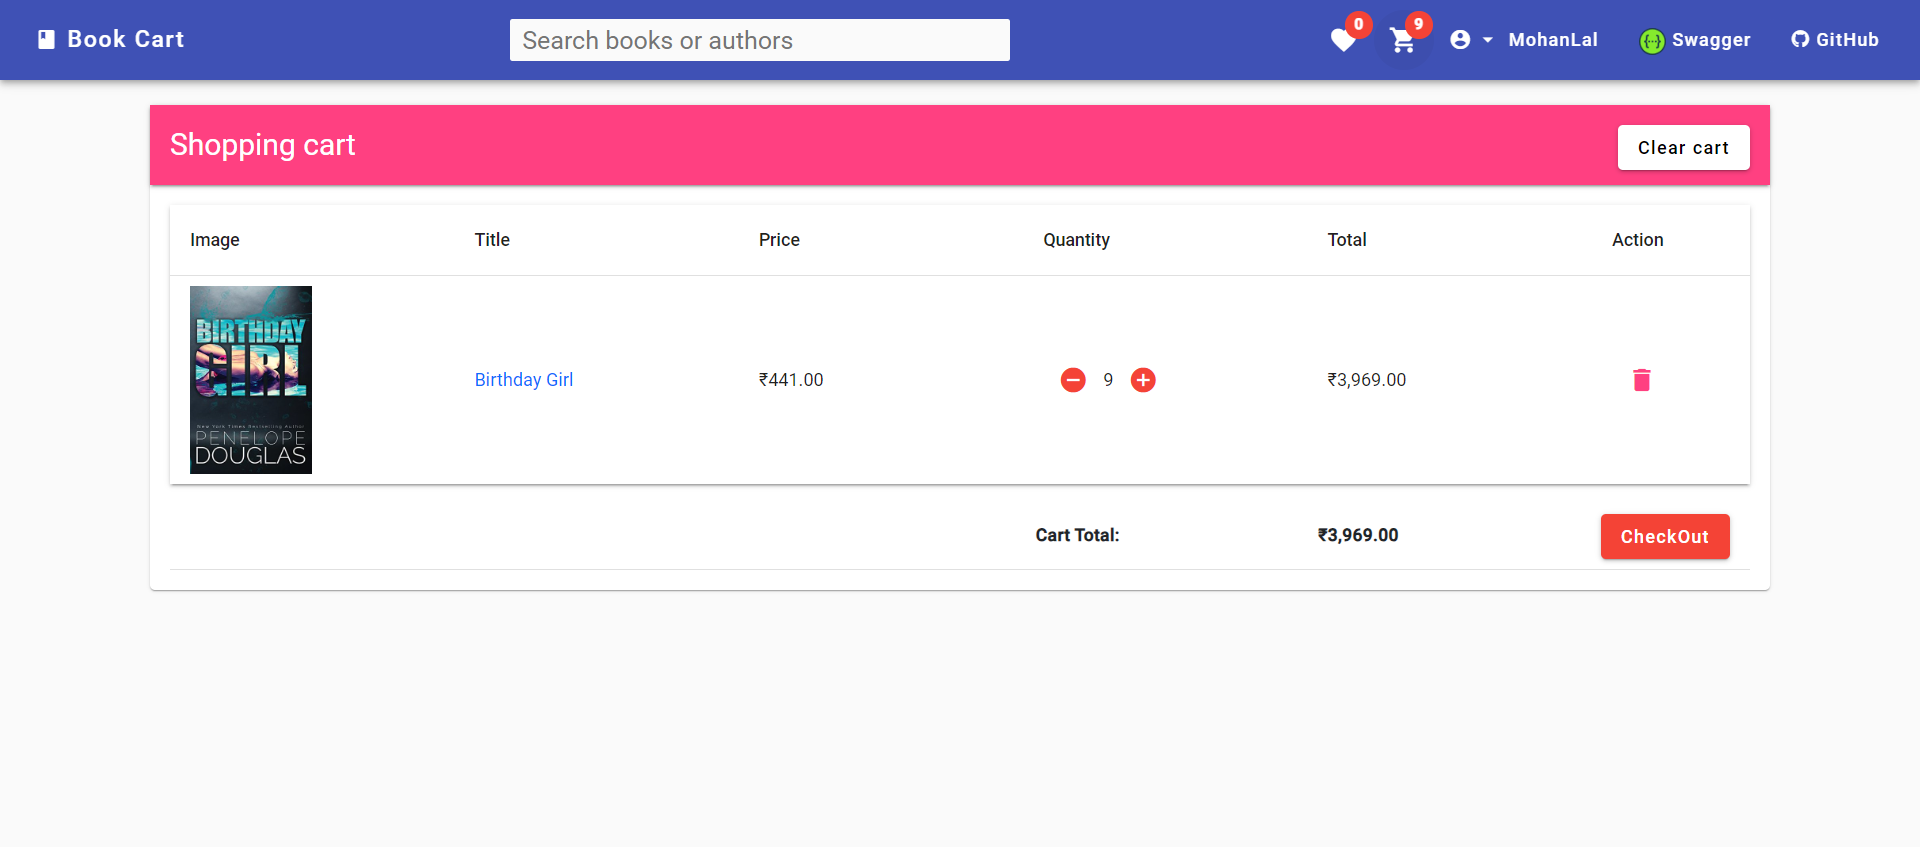 Book Cart
Search books or authors
0
9
MohanLal
Swagger
GitHub
Shopping cart
Clear cart
Image Title Price Quantity Total Action
BIRTHDAY
GIRL
New York Times Bestselling Author
PENELOPE
DOUGLAS
Birthday Girl ₹441.00 9 ₹3,969.00
Cart Total: ₹3,969.00 CheckOut